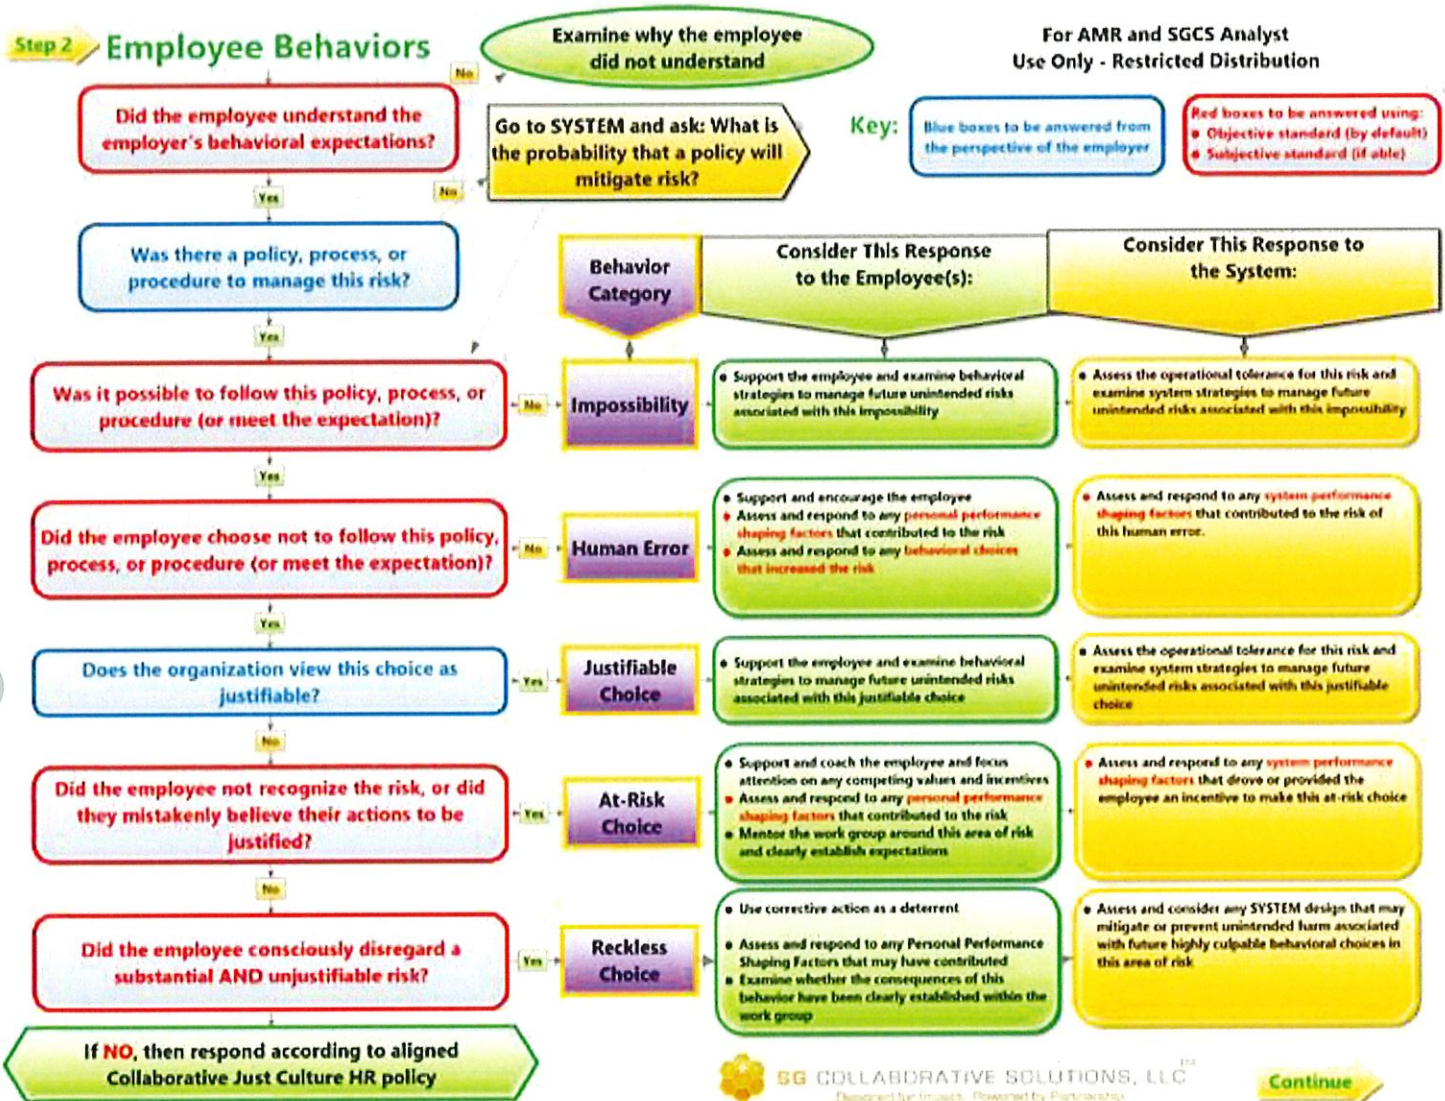 Step 2
Employee Behaviors
Examine why the employee
did not understand
For AMR and SGCS Analyst
Use Only - Restricted Distribution
No
Did the employee understand the
employer's behavioral expectations?
Go to SYSTEM and ask: What is
the probability that a policy will
mitigate risk?
Key:
Blue boxes to be answered from
the perspective of the employer
Red boxes to be answered using:
• Objective standard (by default)
• Subjective standard (if able)
Yes
No
Was there a policy, process, or
procedure to manage this risk?
Behavior
Category
Consider This Response
to the Employee(s):
Consider This Response to
the System:
Yes
Was it possible to follow this policy, process, or
procedure (or meet the expectation)?
No
Impossibility
• Support the employee and examine behavioral
strategies to manage future unintended risks
associated with this impossibility
• Assess the operational tolerance for this risk and
examine system strategies to manage future
unintended risks associated with this impossibility
Yes
Did the employee choose not to follow this policy,
process, or procedure (or meet the expectation)?
No
Human Error
• Support and encourage the employee
• Assess and respond to any personal performance
shaping factors that contributed to the risk
• Assess and respond to any behavioral choices
that increased the risk
• Assess and respond to any system performance
shaping factors that contributed to the risk of
this human error.
Yes
Does the organization view this choice as
justifiable?
Yes
Justifiable
Choice
• Support the employee and examine behavioral
strategies to manage future unintended risks
associated with this justifiable choice
• Assess the operational tolerance for this risk and
examine system strategies to manage future
unintended risks associated with this justifiable
choice
No
Did the employee not recognize the risk, or did
they mistakenly believe their actions to be
justified?
Yes
At-Risk
Choice
• Support and coach the employee and focus
attention on any competing values and incentives
• Assess and respond to any personal performance
shaping factors that contributed to the risk
• Mentor the work group around this area of risk
and clearly establish expectations
• Assess and respond to any system performance
shaping factors that drove or provided the
employee an incentive to make this at-risk choice
No
Did the employee consciously disregard a
substantial AND unjustifiable risk?
Yes
Reckless
Choice
• Use corrective action as a deterrent
• Assess and respond to any Personal Performance
Shaping Factors that may have contributed
• Examine whether the consequences of this
behavior have been clearly established within the
work group
• Assess and consider any SYSTEM design that may
mitigate or prevent unintended harm associated
with future highly culpable behavioral choices in
this area of risk
If NO, then respond according to aligned
Collaborative Just Culture HR policy
SG COLLABORATIVE SOLUTIONS, LLC™
Designed for Impact. Powered by Partnership
Continue